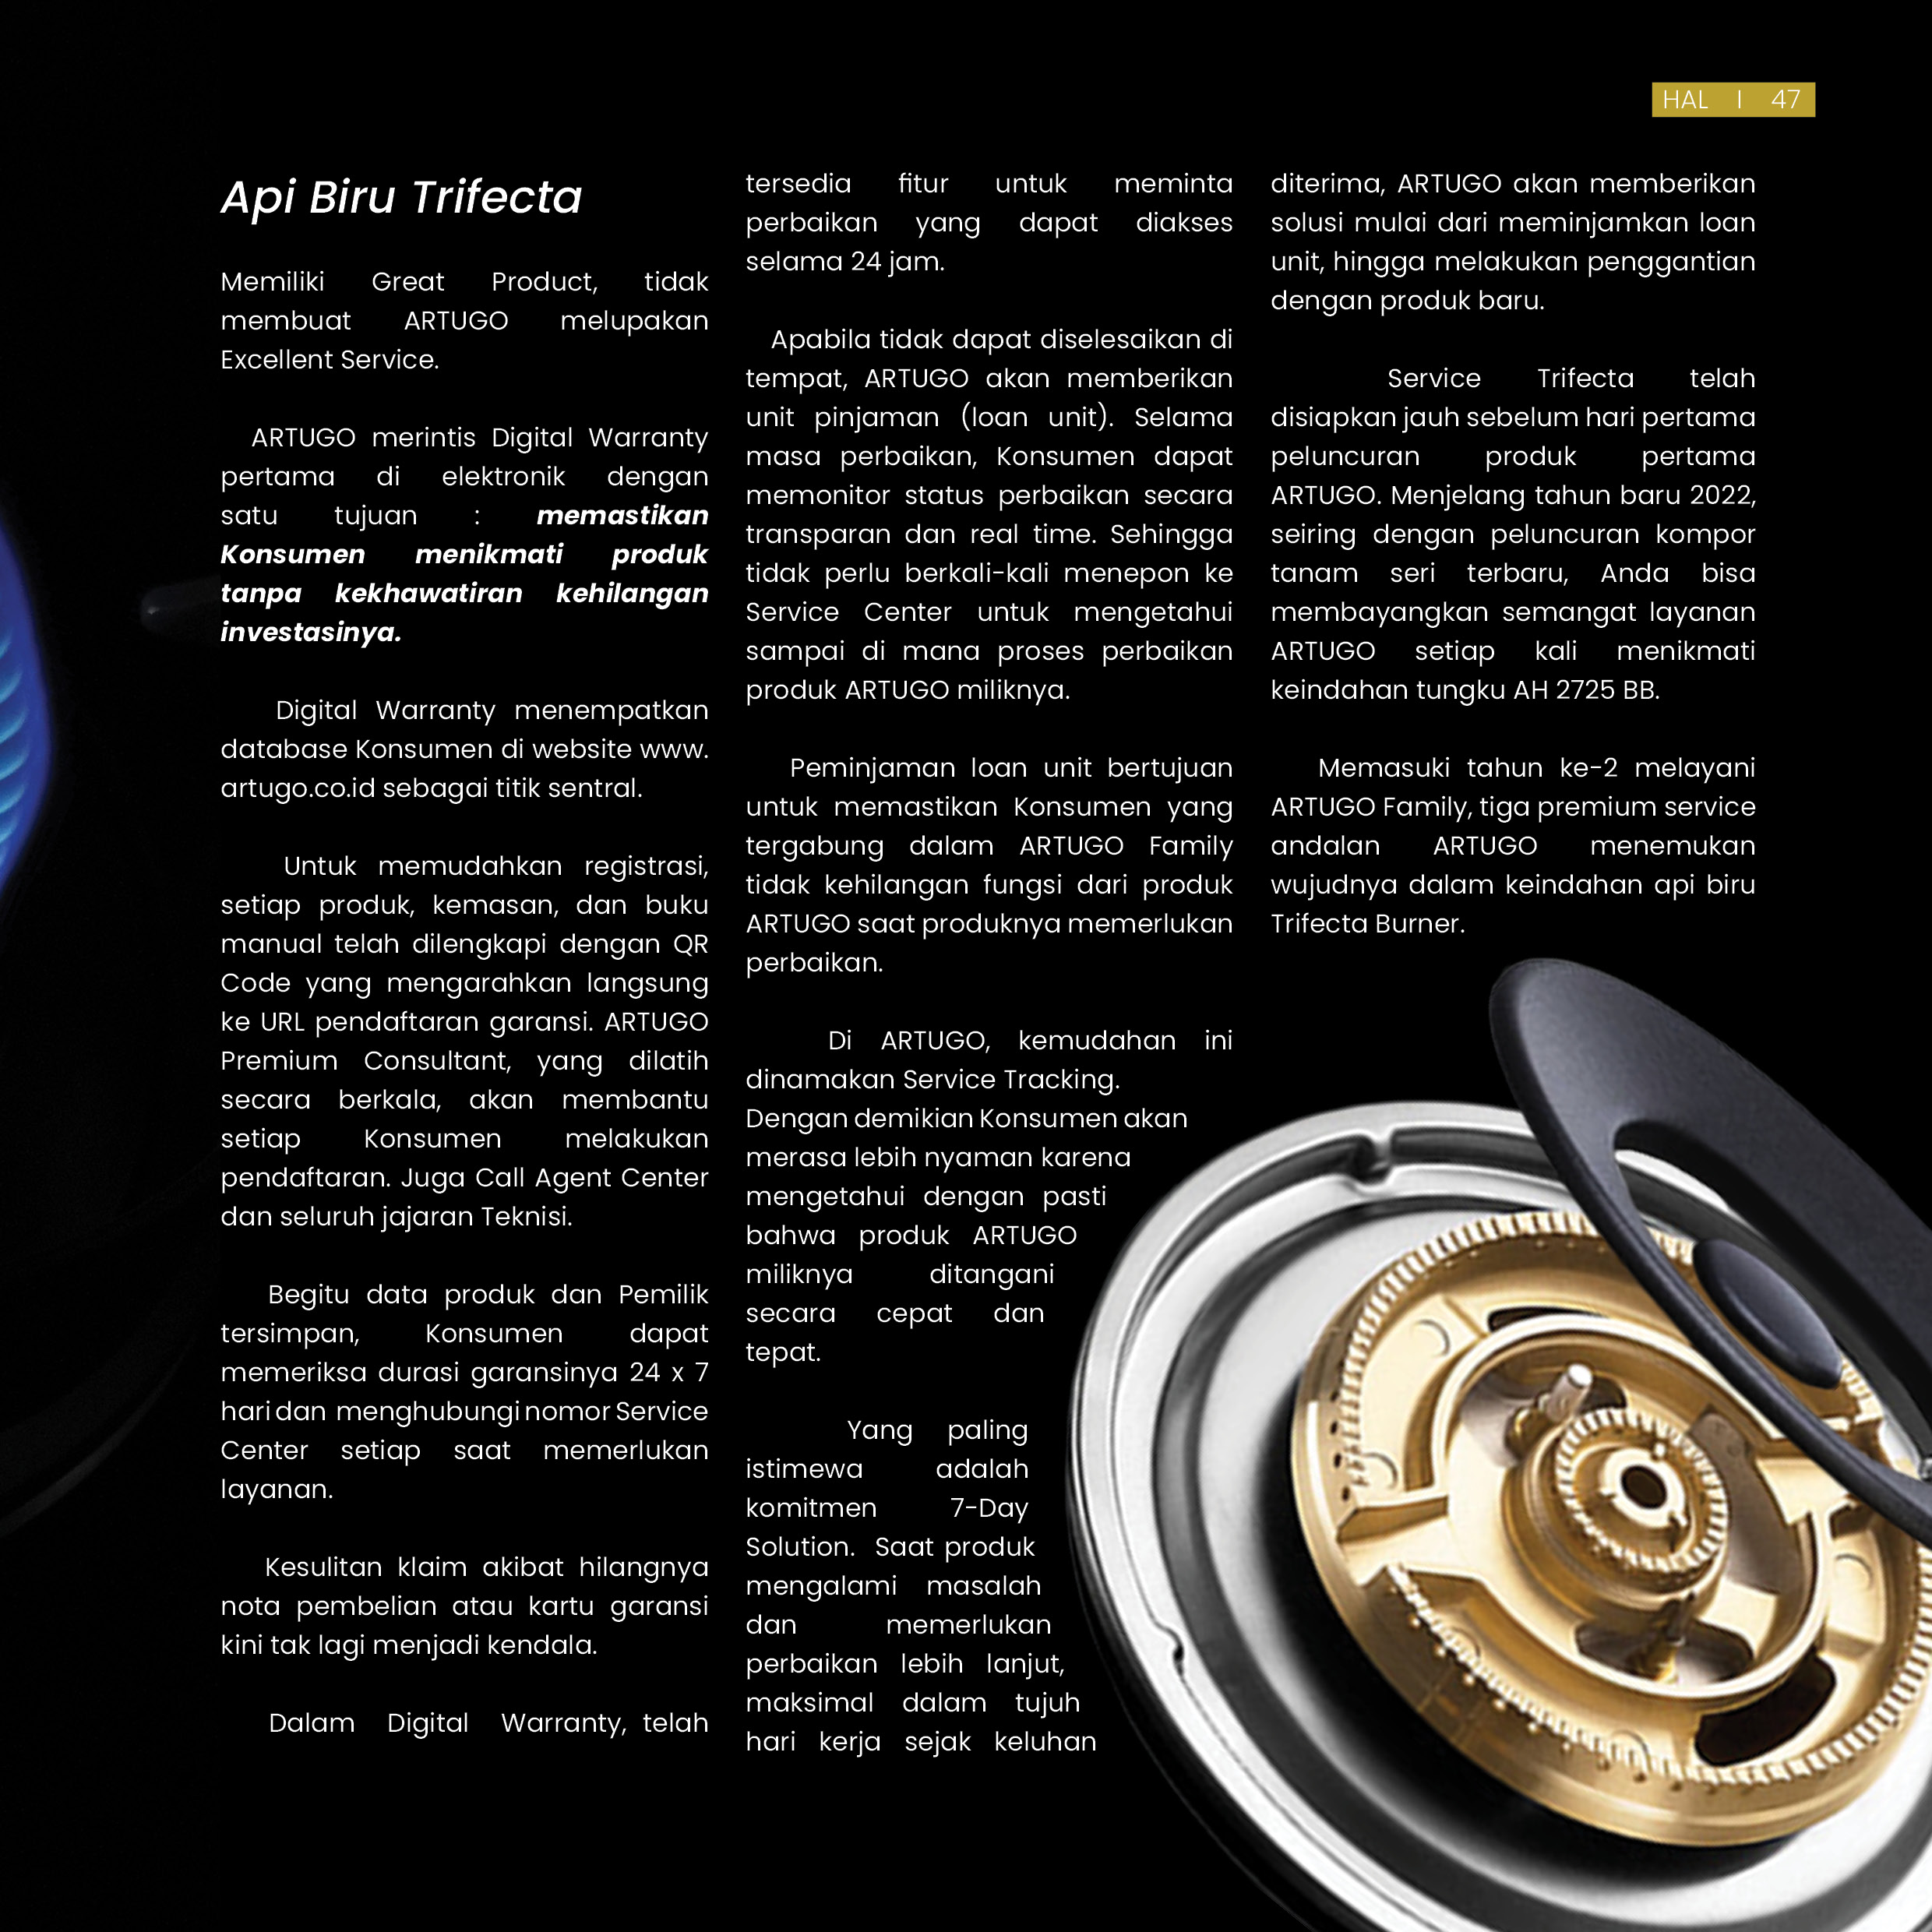 HAL | 47
Api Biru Trifecta
Memiliki Great Product, tidak
membuat ARTUGO melupakan
Excellent Service.
ARTUGO merintis Digital Warranty
pertama di elektronik dengan
satu tujuan : memastikan
Konsumen menikmati produk
tanpa kekhawatiran kehilangan
investasinya.
Digital Warranty menempatkan
database Konsumen di website www.
artugo.co.id sebagai titik sentral.
Untuk memudahkan registrasi,
setiap produk, kemasan, dan buku
manual telah dilengkapi dengan QR
Code yang mengarahkan langsung
ke URL pendaftaran garansi. ARTUGO
Premium Consultant, yang dilatih
secara berkala, akan membantu
setiap Konsumen melakukan
pendaftaran. Juga Call Agent Center
dan seluruh jajaran Teknisi.
Begitu data produk dan Pemilik
tersimpan, Konsumen dapat
memeriksa durasi garansinya 24 x 7
hari dan menghubungi nomor Service
Center setiap saat memerlukan
layanan.
Kesulitan klaim akibat hilangnya
nota pembelian atau kartu garansi
kini tak lagi menjadi kendala.
Dalam Digital Warranty, telah
tersedia fitur untuk meminta
perbaikan yang dapat diakses
selama 24 jam.
Apabila tidak dapat diselesaikan di
tempat, ARTUGO akan memberikan
unit pinjaman (loan unit). Selama
masa perbaikan, Konsumen dapat
memonitor status perbaikan secara
transparan dan real time. Sehingga
tidak perlu berkali-kali menepon ke
Service Center untuk mengetahui
sampai di mana proses perbaikan
produk ARTUGO miliknya.
Peminjaman loan unit bertujuan
untuk memastikan Konsumen yang
tergabung dalam ARTUGO Family
tidak kehilangan fungsi dari produk
ARTUGO saat produknya memerlukan
perbaikan.
Di ARTUGO, kemudahan ini
dinamakan Service Tracking.
Dengan demikian Konsumen akan
merasa lebih nyaman karena
mengetahui dengan pasti
bahwa produk ARTUGO
miliknya ditangani
secara cepat dan
tepat.
Yang paling
istimewa adalah
komitmen 7-Day
Solution. Saat produk
mengalami masalah
dan memerlukan
perbaikan lebih lanjut,
maksimal dalam tujuh
hari kerja sejak keluhan
diterima, ARTUGO akan memberikan
solusi mulai dari meminjamkan loan
unit, hingga melakukan penggantian
dengan produk baru.
Service Trifecta telah
disiapkan jauh sebelum hari pertama
peluncuran produk pertama
ARTUGO. Menjelang tahun baru 2022,
seiring dengan peluncuran kompor
tanam seri terbaru, Anda bisa
membayangkan semangat layanan
ARTUGO setiap kali menikmati
keindahan tungku AH 2725 BB.
Memasuki tahun ke-2 melayani
ARTUGO Family, tiga premium service
andalan ARTUGO menemukan
wujudnya dalam keindahan api biru
Trifecta Burner.